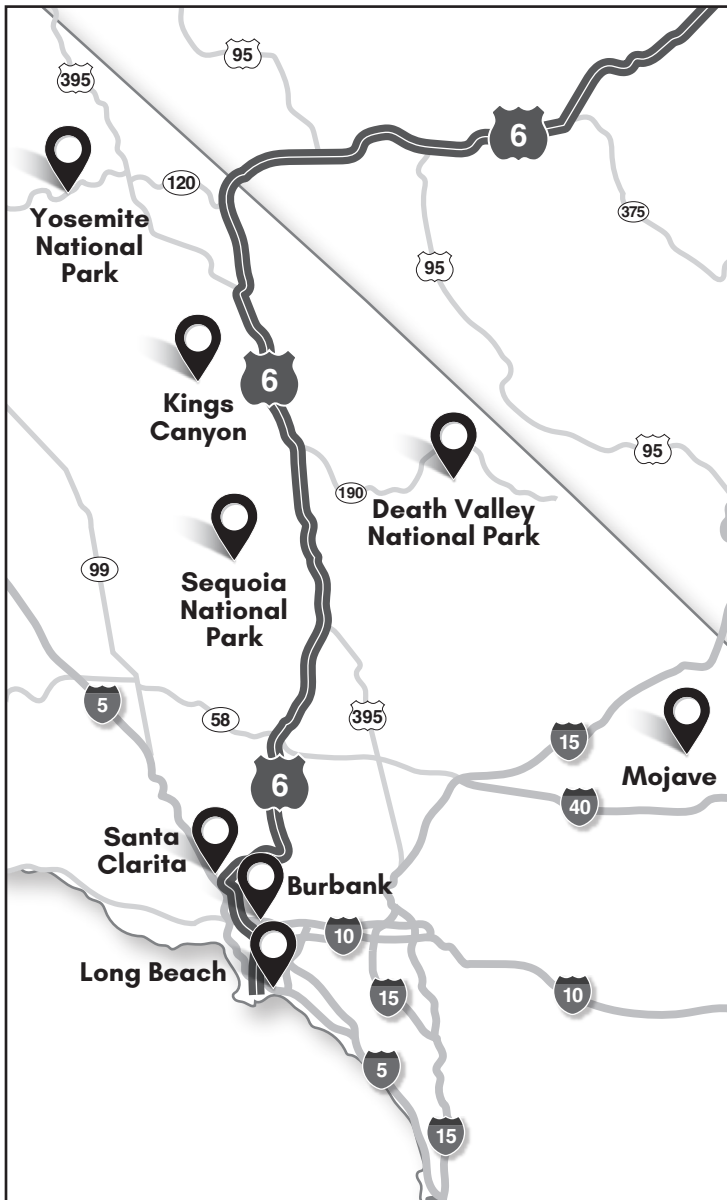 95
395
6
120
Yosemite
National
Park
375
95
Kings
Canyon
6
95
190
Death Valley
National Park
99
Sequoia
National
Park
5
58
395
15
Mojave
6
40
Santa
Clarita
Burbank
10
Long Beach
15
10
5
15